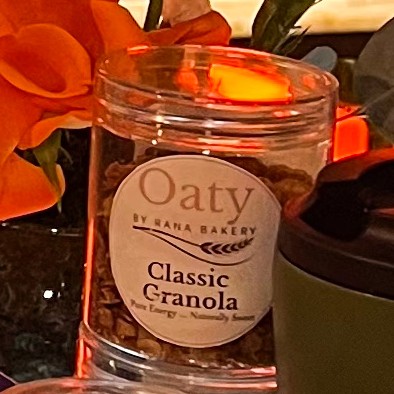 Oaty
BY RANA BAKERY
Classic
Granola
Pure Energy – Naturally Sweet